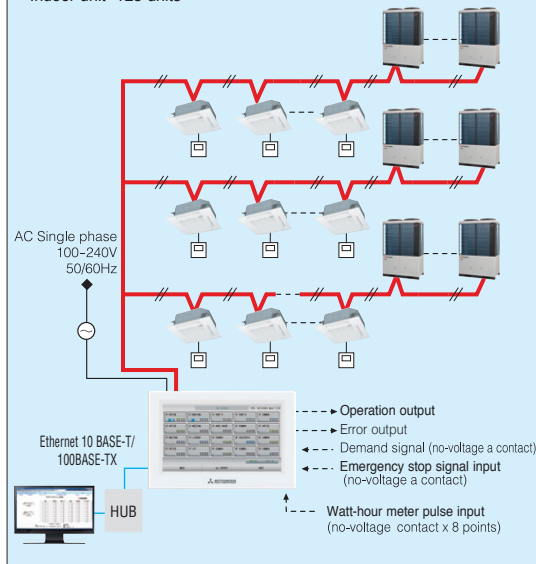 Indoor unit 128 units
AC Single phase
100-240V
50/60Hz
Ethernet 10 BASE-T/
100BASE-TX
HUB
MITSUBISHI
Operation output
Error output
Demand signal (no-voltage a contact)
Emergency stop signal input
(no-voltage a contact)
Watt-hour meter pulse input
(no-voltage contact x 8 points)